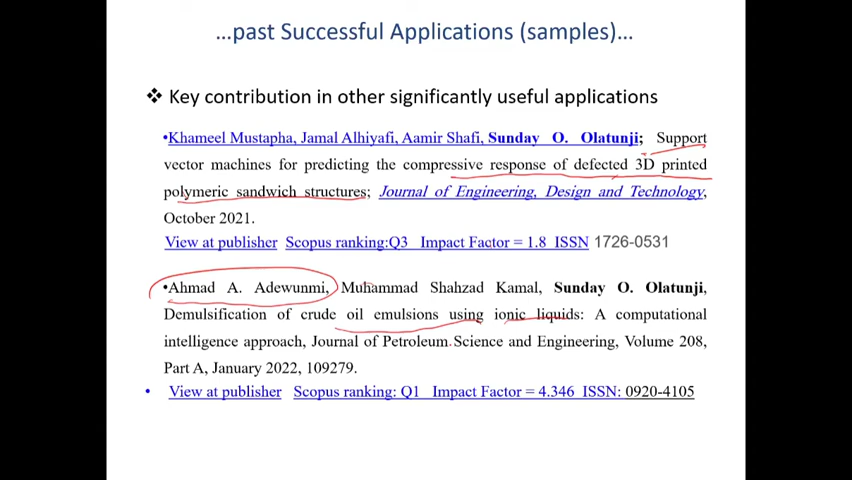 …past Successful Applications (samples)…
❖ Key contribution in other significantly useful applications
•Khameel Mustapha, Jamal Alhiyafi, Aamir Shafi, Sunday O. Olatunji; Support
vector machines for predicting the compressive response of defected 3D printed
polymeric sandwich structures; Journal of Engineering, Design and Technology,
October 2021.
View at publisher Scopus ranking:Q3 Impact Factor = 1.8 ISSN 1726-0531
•Ahmad A. Adewunmi, Muhammad Shahzad Kamal, Sunday O. Olatunji,
Demulsification of crude oil emulsions using ionic liquids: A computational
intelligence approach, Journal of Petroleum Science and Engineering, Volume 208,
Part A, January 2022, 109279.
• View at publisher Scopus ranking: Q1 Impact Factor = 4.346 ISSN: 0920-4105